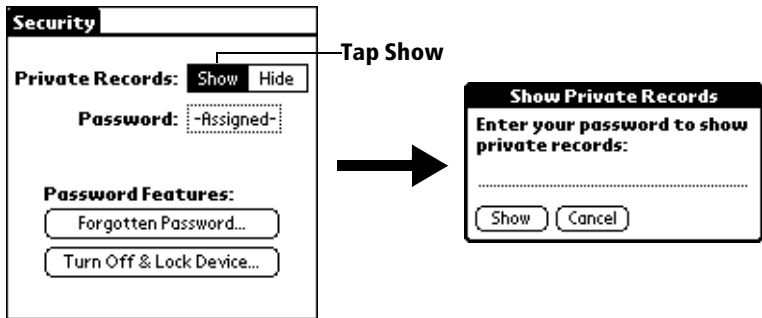 Security
Tap Show
Private Records: Show Hide
Password: -Assigned-
Password Features:
Forgotten Password...
Turn Off & Lock Device...
Show Private Records
Enter your password to show
private records:
Show Cancel